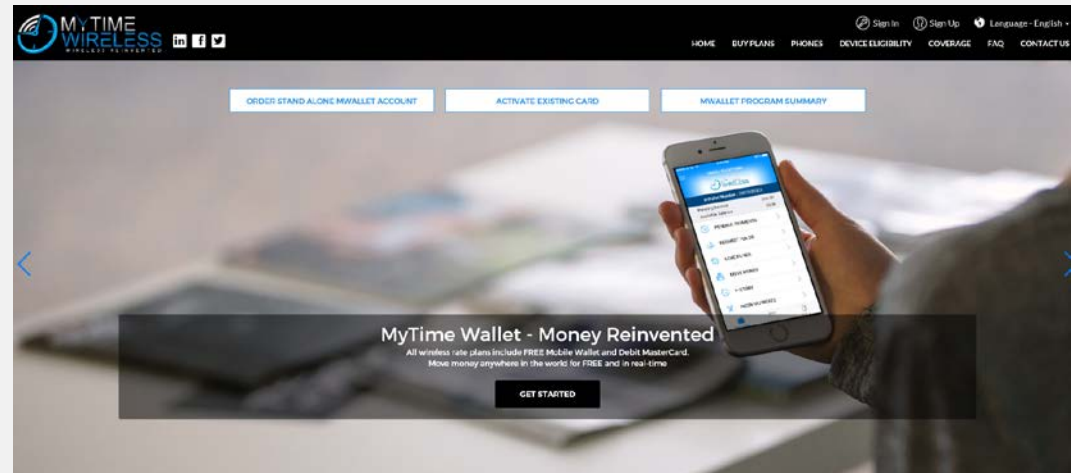 MYTIME
WIRELESS
WIRELESS REINVENTED
Sign In
Sign Up
Language - English
HOME
BUY PLANS
PHONES
DEVICE ELIGIBILITY
COVERAGE
FAQ
CONTACT US
ORDER STAND ALONE MWALLET ACCOUNT
ACTIVATE EXISTING CARD
MWALLET PROGRAM SUMMARY
MyTime Wallet - Money Reinvented
All wireless rate plans include FREE Mobile Wallet and Debit MasterCard.
Move money anywhere in the world for FREE and in real-time
GET STARTED